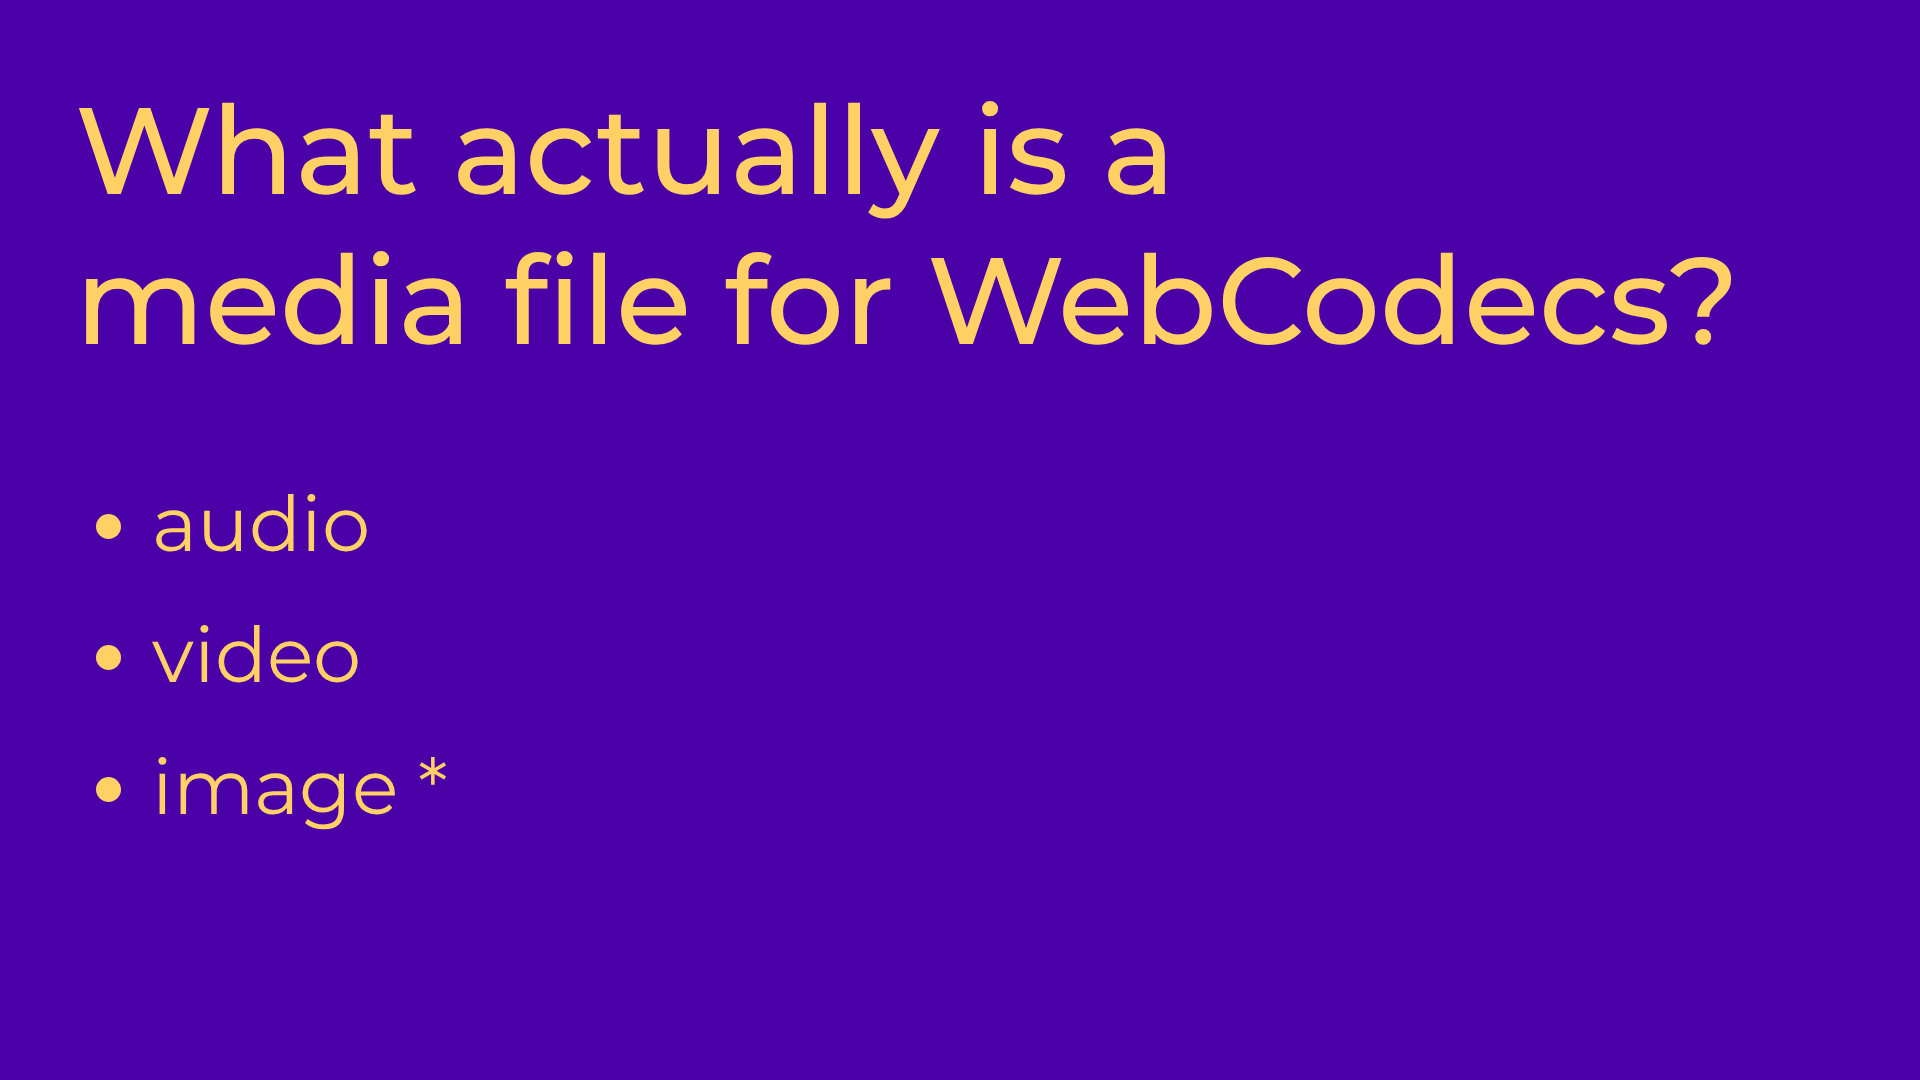 What actually is a
media file for WebCodecs?
• audio
• video
• image *